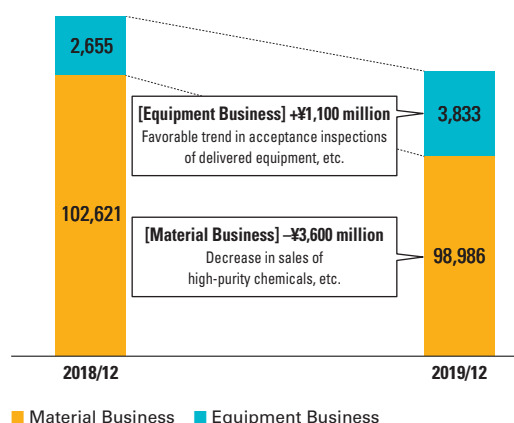 2,655
[Equipment Business] +¥1,100 million
Favorable trend in acceptance inspections
of delivered equipment, etc.
3,833
102,621
[Material Business] –¥3,600 million
Decrease in sales of
high-purity chemicals, etc.
98,986
2018/12
2019/12
Material Business
Equipment Business